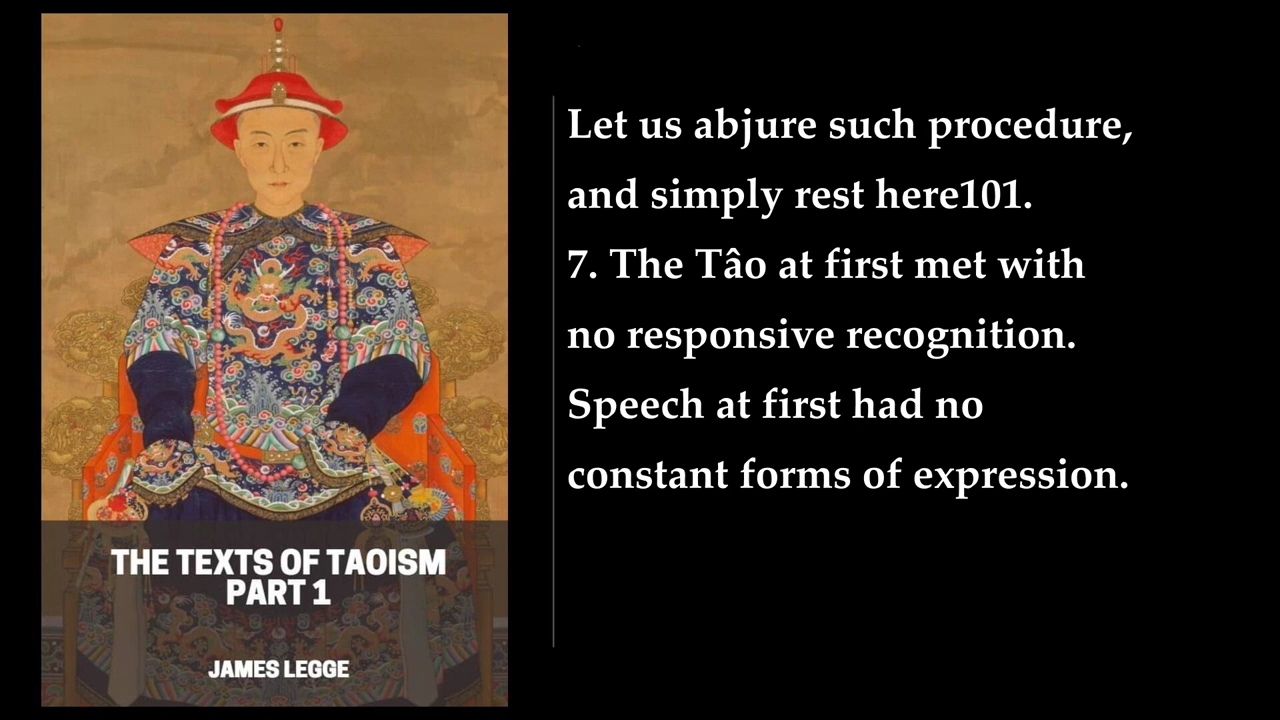 THE TEXTS OF TAOISM
PART 1
JAMES LEGGE
Let us abjure such procedure,
and simply rest here101.
7. The Tâo at first met with
no responsive recognition.
Speech at first had no
constant forms of expression.